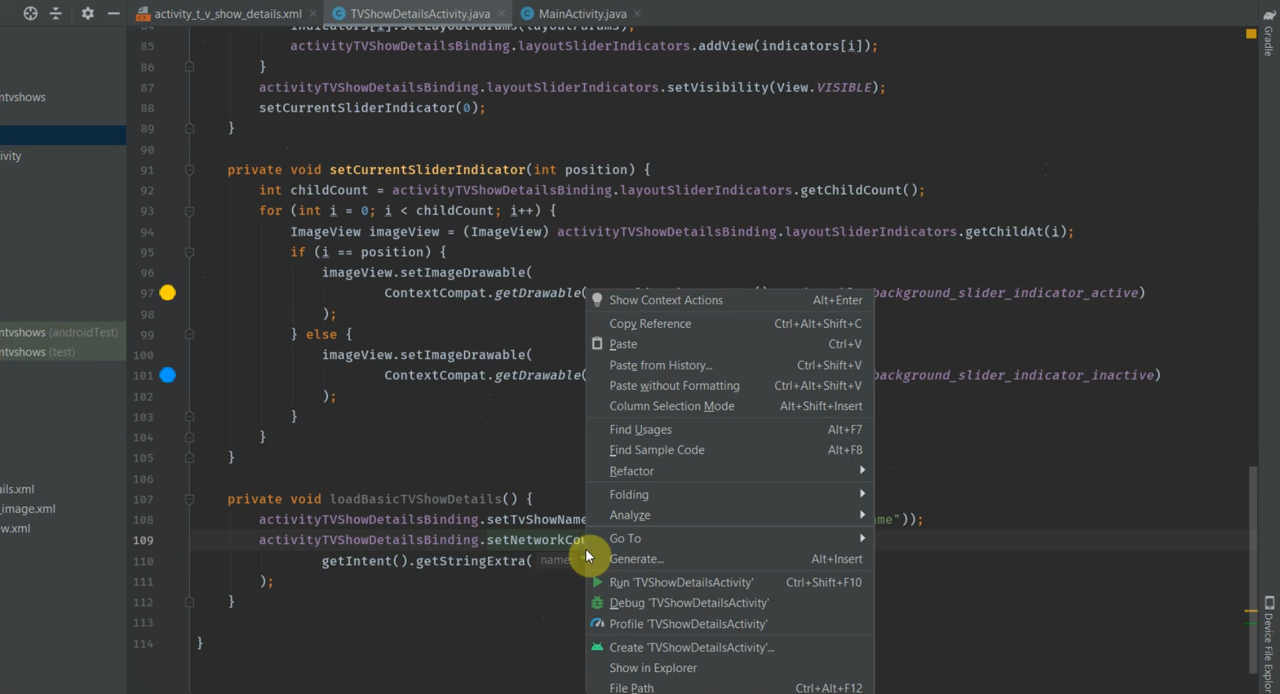 activity_t_v_show_details.xml × TVShowDetailsActivity.java × MainActivity.java ×
84
85 activityTVShowDetailsBinding.layoutSliderIndicators.addView(indicators[i]);
86 }
87 activityTVShowDetailsBinding.layoutSliderIndicators.setVisibility(View.VISIBLE);
88 setCurrentSliderIndicator(0);
89 }
90
91 private void setCurrentSliderIndicator(int position) {
92 int childCount = activityTVShowDetailsBinding.layoutSliderIndicators.getChildCount();
93 for (int i = 0; i < childCount; i++) {
94 ImageView imageView = (ImageView) activityTVShowDetailsBinding.layoutSliderIndicators.getChildAt(i);
95 if (i == position) {
96 imageView.setImageDrawable(
97 ContextCompat.getDrawable( background_slider_indicator_active)
98 );
99 } else {
100 imageView.setImageDrawable(
101 ContextCompat.getDrawable( background_slider_indicator_inactive)
102 );
103 }
104 }
105 }
106
107 private void loadBasicTVShowDetails() {
108 activityTVShowDetailsBinding.setTvShowName me"));
109 activityTVShowDetailsBinding.setNetworkCou
110 getIntent().getStringExtra( name:
111 );
112 }
113
114 }
Show Context Actions Alt+Enter
Copy Reference Ctrl+Alt+Shift+C
Paste Ctrl+V
Paste from History... Ctrl+Shift+V
Paste without Formatting Ctrl+Alt+Shift+V
Column Selection Mode Alt+Shift+Insert
Find Usages Alt+F7
Find Sample Code Alt+F8
Refactor
Folding
Analyze
Go To
Generate... Alt+Insert
Run 'TVShowDetailsActivity' Ctrl+Shift+F10
Debug 'TVShowDetailsActivity'
Profile 'TVShowDetailsActivity'
Create 'TVShowDetailsActivity'...
Show in Explorer
File Path Ctrl+Alt+F12
ntvshows
ivity
ntvshows (androidTest)
ntvshows (test)
ails.xml
_image.xml
ow.xml
Gradle
Device File Explor